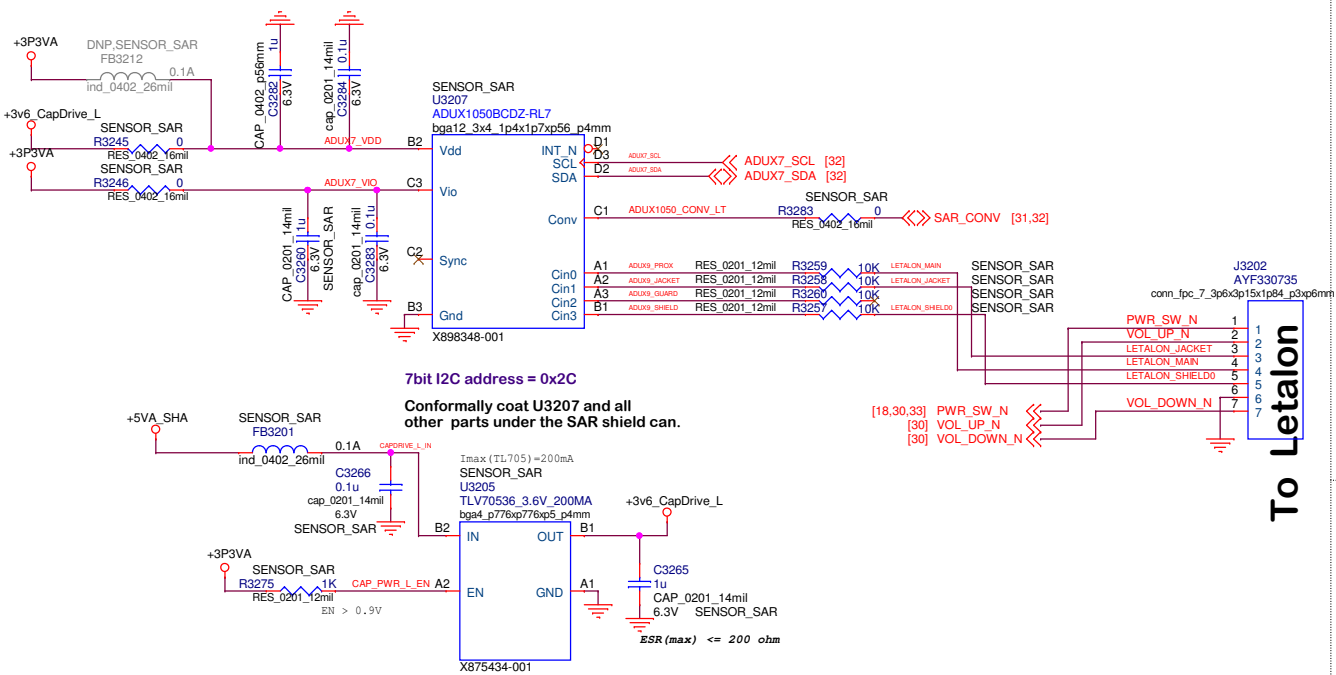 +3P3VA
DNP,SENSOR_SAR
FB3212
0.1A
ind_0402_26mil
CAP_0402_p56mm
C3282
1u
6.3V
cap_0201_14mil
C3284
0.1u
6.3V
+3v6_CapDrive_L
SENSOR_SAR
R3245
0
RES_0402_16mil
ADUX7_VDD
+3P3VA
SENSOR_SAR
R3246
0
RES_0402_16mil
ADUX7_VIO
CAP_0201_14mil
C3260
1u
6.3V
SENSOR_SAR
cap_0201_14mil
C3283
0.1u
6.3V
SENSOR_SAR
U3207
ADUX1050BCDZ-RL7
bga12_3x4_1p4x1p7xp56_p4mm
B2 Vdd
C3 Vio
C2 Sync
B3 Gnd
INT_N D1
SCL D3
SDA D2
Conv C1
Cin0 A1
Cin1 A2
Cin2 A3
Cin3 B1
X898348-001
ADUX7_SCL
ADUX7_SCL [32]
ADUX7_SDA
ADUX7_SDA [32]
SENSOR_SAR
ADUX1050_CONV_LT
R3283
0
RES_0402_16mil
SAR_CONV [31,32]
ADUX9_PROX RES_0201_12mil R3259 10K LETALON_MAIN SENSOR_SAR
ADUX9_JACKET RES_0201_12mil R3258 10K LETALON_JACKET SENSOR_SAR
ADUX9_GUARD RES_0201_12mil R3260 10K SENSOR_SAR
ADUX9_SHIELD RES_0201_12mil R3257 10K LETALON_SHIELD0 SENSOR_SAR
J3202
AYF330735
conn_fpc_7_3p6x3p15x1p84_p3xp6mm
PWR_SW_N 1 1
VOL_UP_N 2 2
LETALON_JACKET 3 3
LETALON_MAIN 4 4
LETALON_SHIELD0 5 5
6 6
VOL_DOWN_N 7 7
To Letalon
[18,30,33] PWR_SW_N
[30] VOL_UP_N
[30] VOL_DOWN_N
7bit I2C address = 0x2C
Conformally coat U3207 and all
other parts under the SAR shield can.
+5VA_SHA
SENSOR_SAR
FB3201
0.1A
ind_0402_26mil
CAPDRIVE_L_IN
C3266
0.1u
cap_0201_14mil
6.3V
SENSOR_SAR
Imax(TL705)=200mA
SENSOR_SAR
U3205
TLV70536_3.6V_200MA
bga4_p776xp776xp5_p4mm
B2 IN
OUT B1
A2 EN
GND A1
X875434-001
+3P3VA
SENSOR_SAR
R3275
1K
RES_0201_12mil
CAP_PWR_L_EN
EN > 0.9V
+3v6_CapDrive_L
C3265
1u
CAP_0201_14mil
6.3V SENSOR_SAR
ESR(max) <= 200 ohm